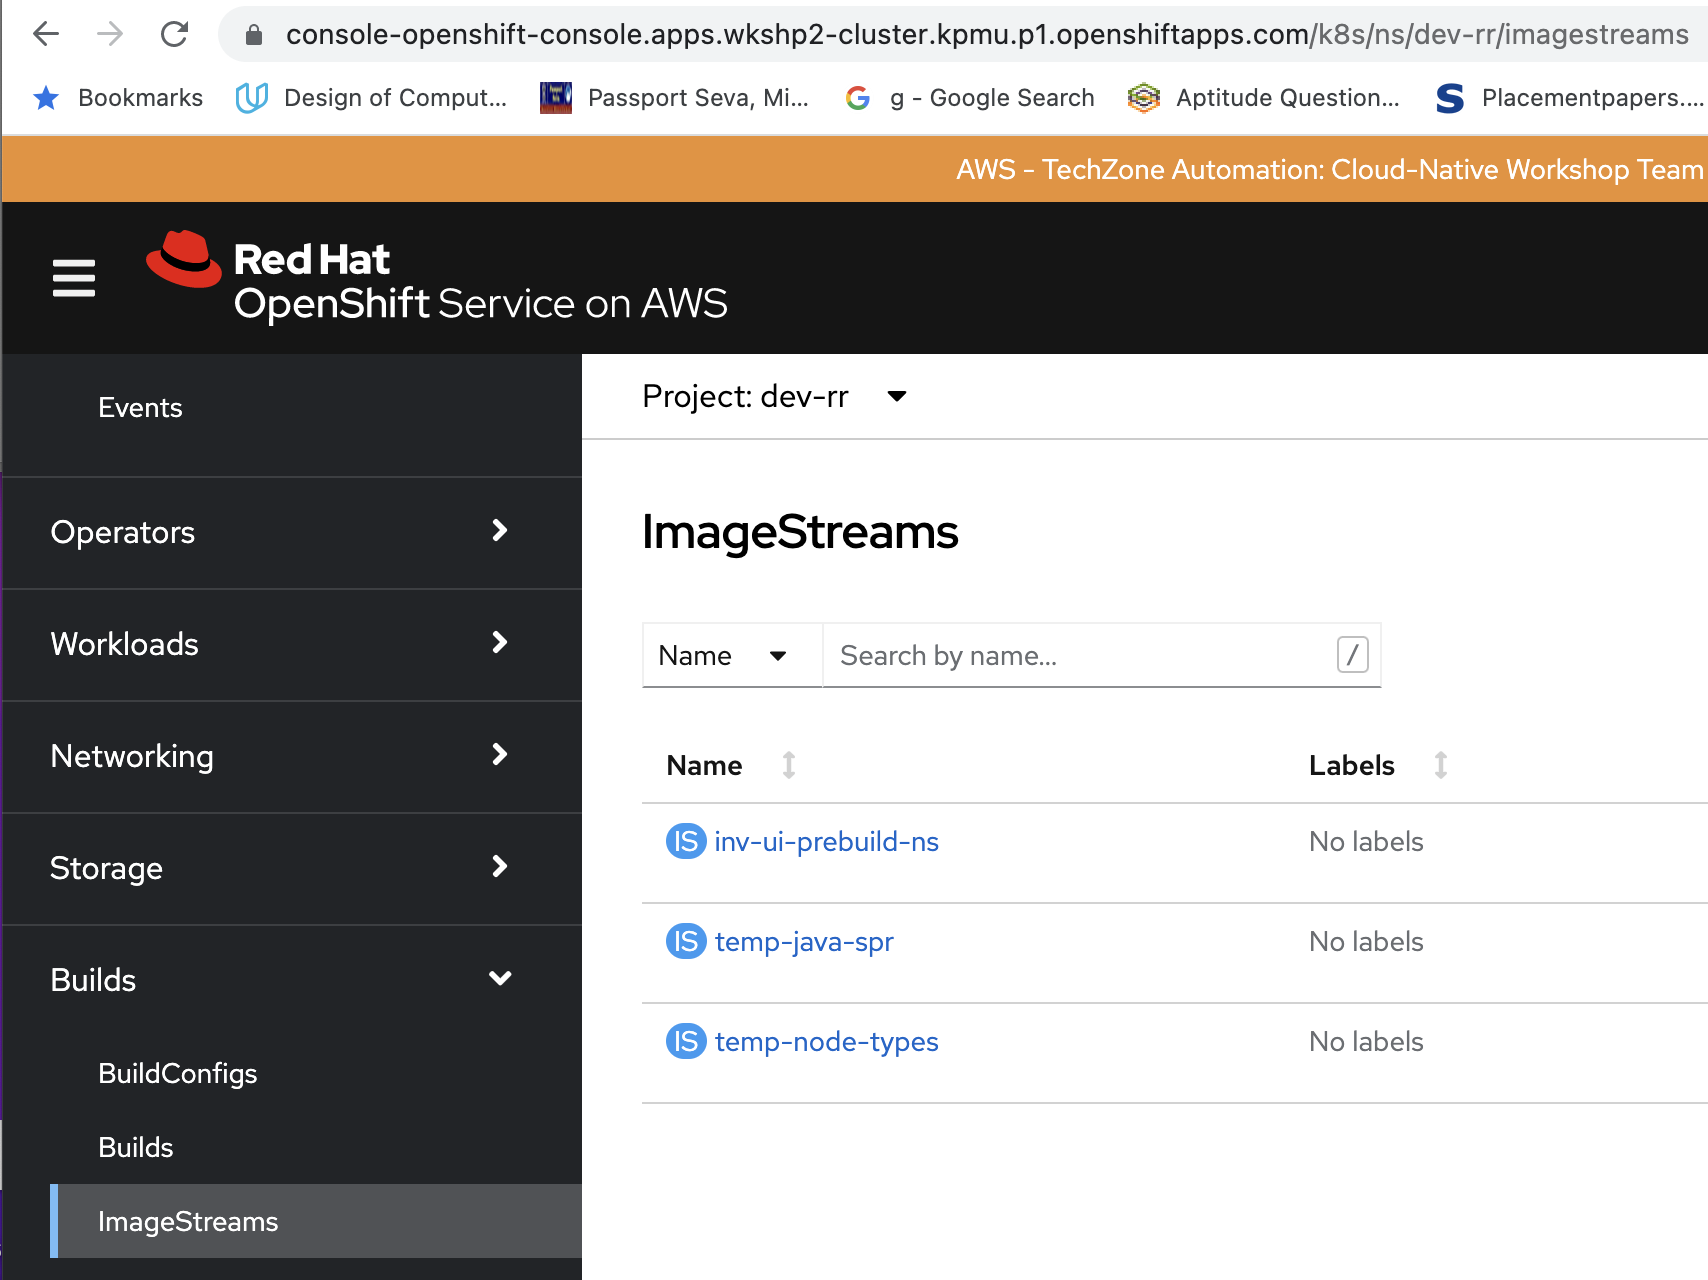 console-openshift-console.apps.wkshp2-cluster.kpmu.p1.openshiftapps.com/k8s/ns/dev-rr/imagestreams
Bookmarks Design of Comput... Passport Seva, Mi... g - Google Search Aptitude Question... Placementpapers....
AWS - TechZone Automation: Cloud-Native Workshop Team
Red Hat
OpenShift Service on AWS
Events
Operators
Workloads
Networking
Storage
Builds
BuildConfigs
Builds
ImageStreams
Project: dev-rr
ImageStreams
Name Search by name... /
Name Labels
IS inv-ui-prebuild-ns No labels
IS temp-java-spr No labels
IS temp-node-types No labels